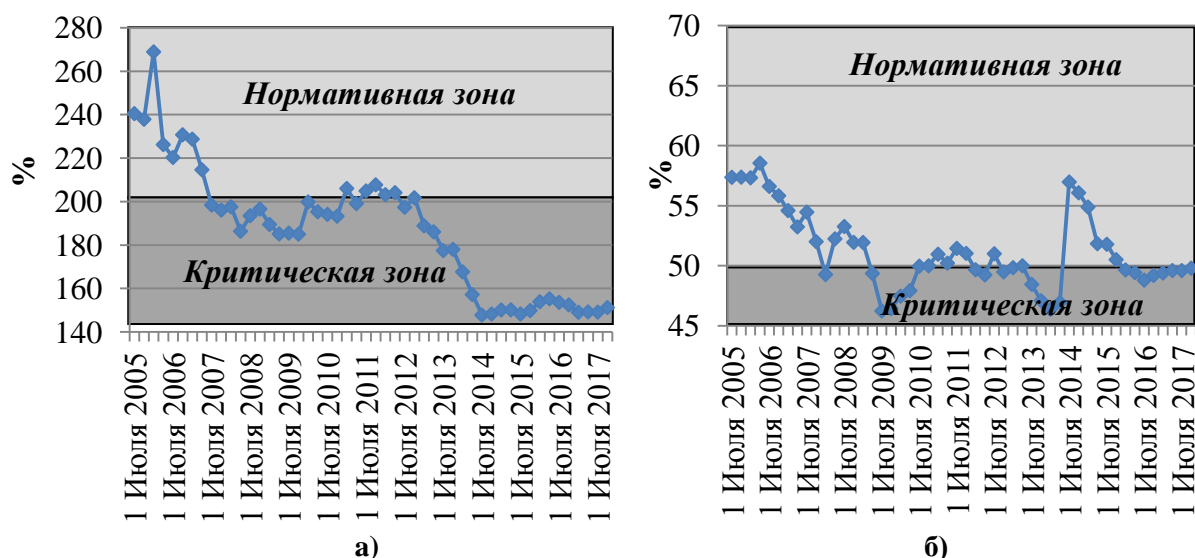 %
280
260
240
220
200
180
160
140
Нормативная зона
Критическая зона
1 Июля 2005
1 Июля 2006
1 Июля 2007
1 Июля 2008
1 Июля 2009
1 Июля 2010
1 Июля 2011
1 Июля 2012
1 Июля 2013
1 Июля 2014
1 Июля 2015
1 Июля 2016
1 Июля 2017
а)
%
70
65
60
55
50
45
Нормативная зона
Критическая зона
1 Июля 2005
1 Июля 2006
1 Июля 2007
1 Июля 2008
1 Июля 2009
1 Июля 2010
1 Июля 2011
1 Июля 2012
1 Июля 2013
1 Июля 2014
1 Июля 2015
1 Июля 2016
1 Июля 2017
б)